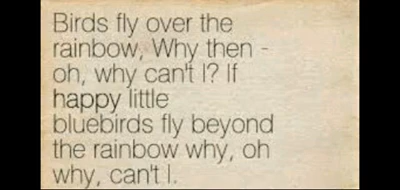 Birds fly over the
rainbow, Why then -
oh, why can't I? If
happy little
bluebirds fly beyond
the rainbow why, oh
why, can't I.